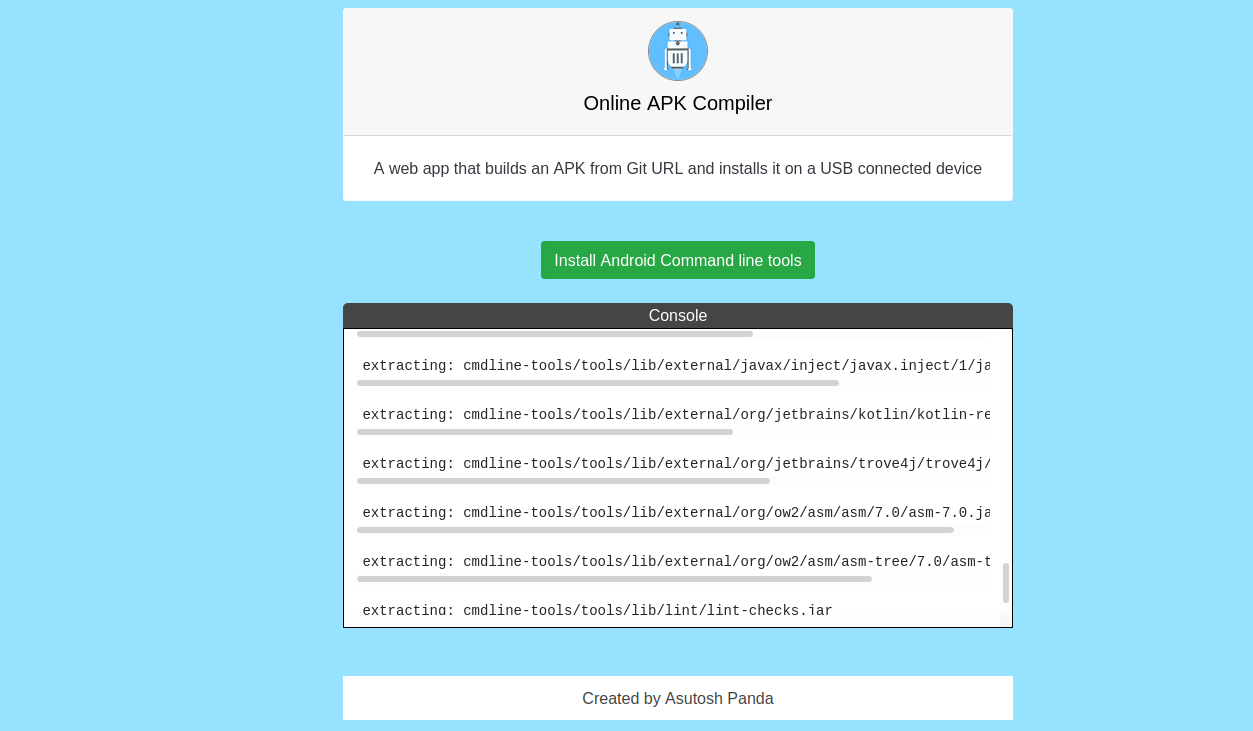 Online APK Compiler
A web app that builds an APK from Git URL and installs it on a USB connected device
Install Android Command line tools
Console
extracting: cmdline-tools/tools/lib/external/javax/inject/javax.inject/1/ja
extracting: cmdline-tools/tools/lib/external/org/jetbrains/kotlin/kotlin-re
extracting: cmdline-tools/tools/lib/external/org/jetbrains/trove4j/trove4j/
extracting: cmdline-tools/tools/lib/external/org/ow2/asm/asm/7.0/asm-7.0.ja
extracting: cmdline-tools/tools/lib/external/org/ow2/asm/asm-tree/7.0/asm-t
extracting: cmdline-tools/tools/lib/lint/lint-checks.jar
Created by Asutosh Panda